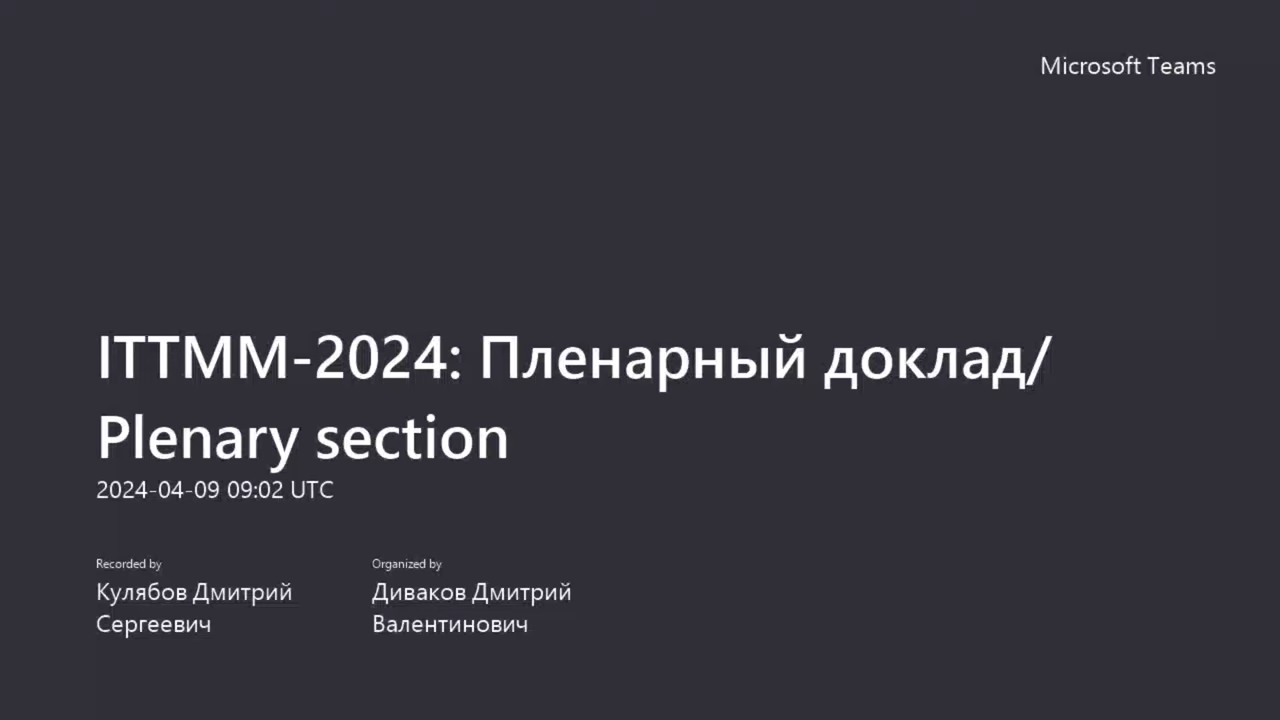 Microsoft Teams
ITTMM-2024: Пленарный доклад/
Plenary section
2024-04-09 09:02 UTC
Recorded by
Кулябов Дмитрий
Сергеевич
Organized by
Диваков Дмитрий
Валентинович